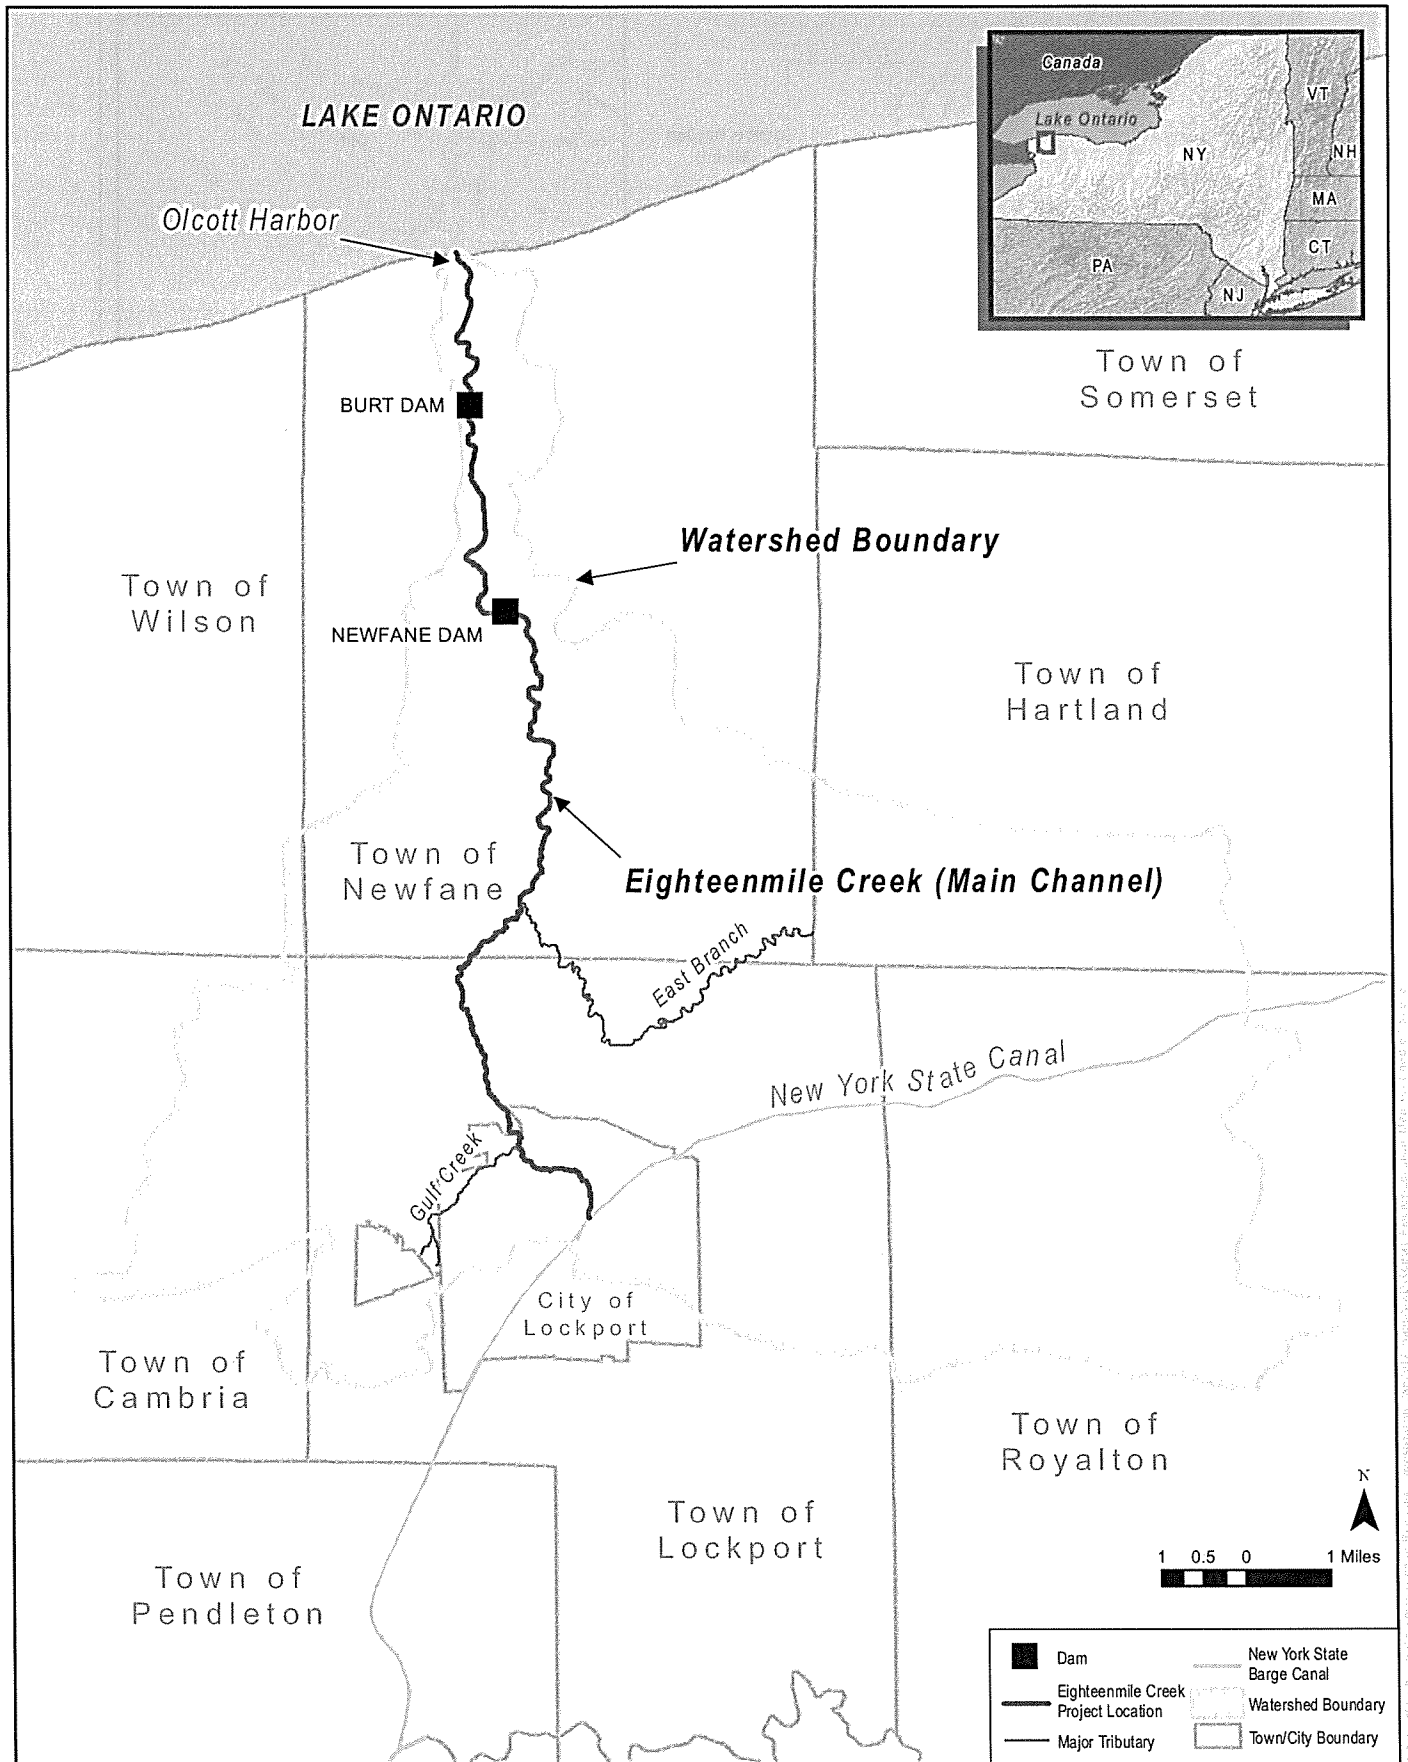 Canada
Lake Ontario
VT
NH
NY
MA
CT
PA
NJ
LAKE ONTARIO
Olcott Harbor
Town of
Somerset
BURT DAM
Watershed Boundary
Town of
Wilson
NEWFANE DAM
Town of
Hartland
Town of
Newfane
Eighteenmile Creek (Main Channel)
East Branch
New York State Canal
Gulf Creek
City of
Lockport
Town of
Cambria
Town of
Royalton
N
Town of
Lockport
1 0.5 0 1 Miles
Town of
Pendleton
Dam
Eighteenmile Creek
Project Location
Major Tributary
New York State
Barge Canal
Watershed Boundary
Town/City Boundary